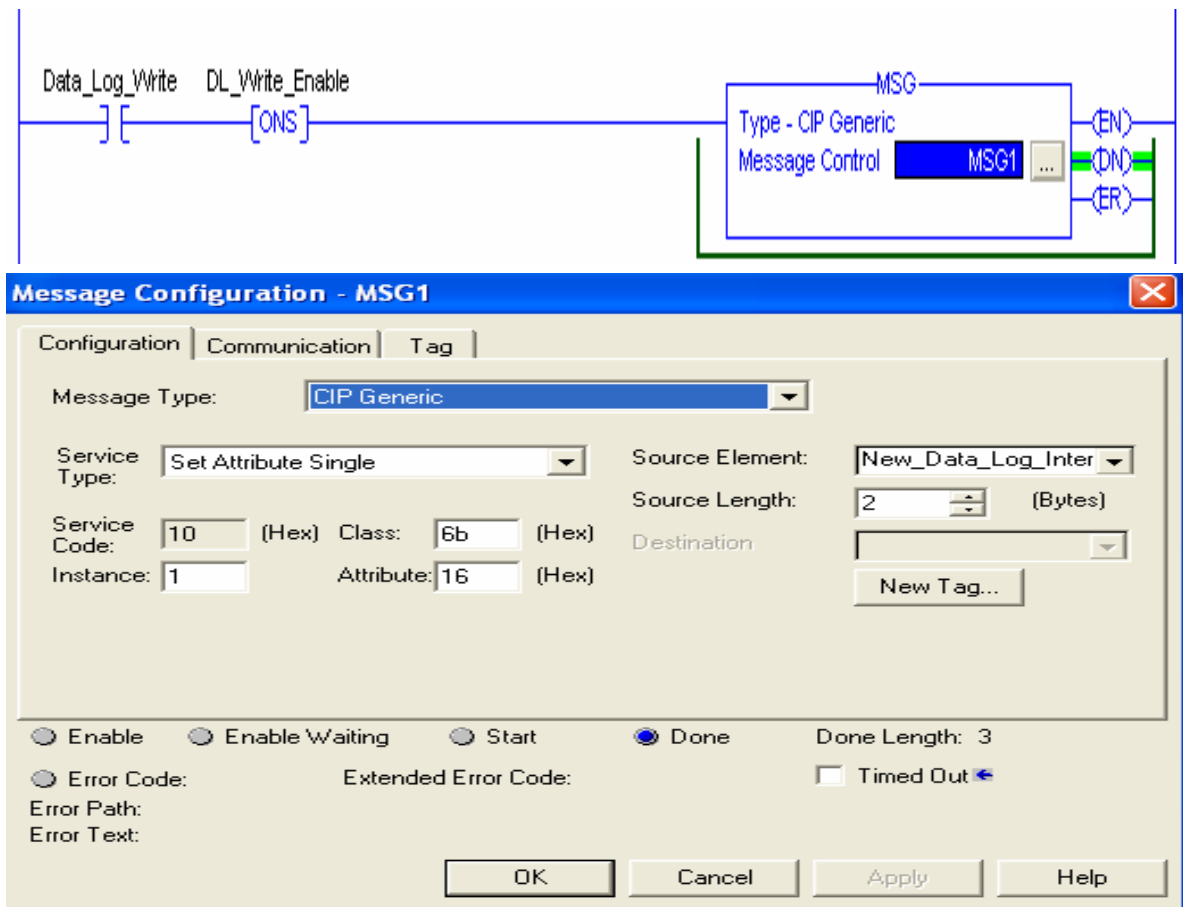 Data_Log_Write DL_Write_Enable
ONS
MSG
Type - CIP Generic
Message Control MSG1 ...
EN
DN
ER
Message Configuration - MSG1
Configuration Communication Tag
Message Type: CIP Generic
Service Type: Set Attribute Single
Source Element: New_Data_Log_Inter
Source Length: 2 (Bytes)
Service Code: 10 (Hex) Class: 6b (Hex)
Destination
Instance: 1 Attribute: 16 (Hex)
New Tag...
Enable Enable Waiting Start Done Done Length: 3
Error Code: Extended Error Code: Timed Out
Error Path:
Error Text:
OK Cancel Apply Help